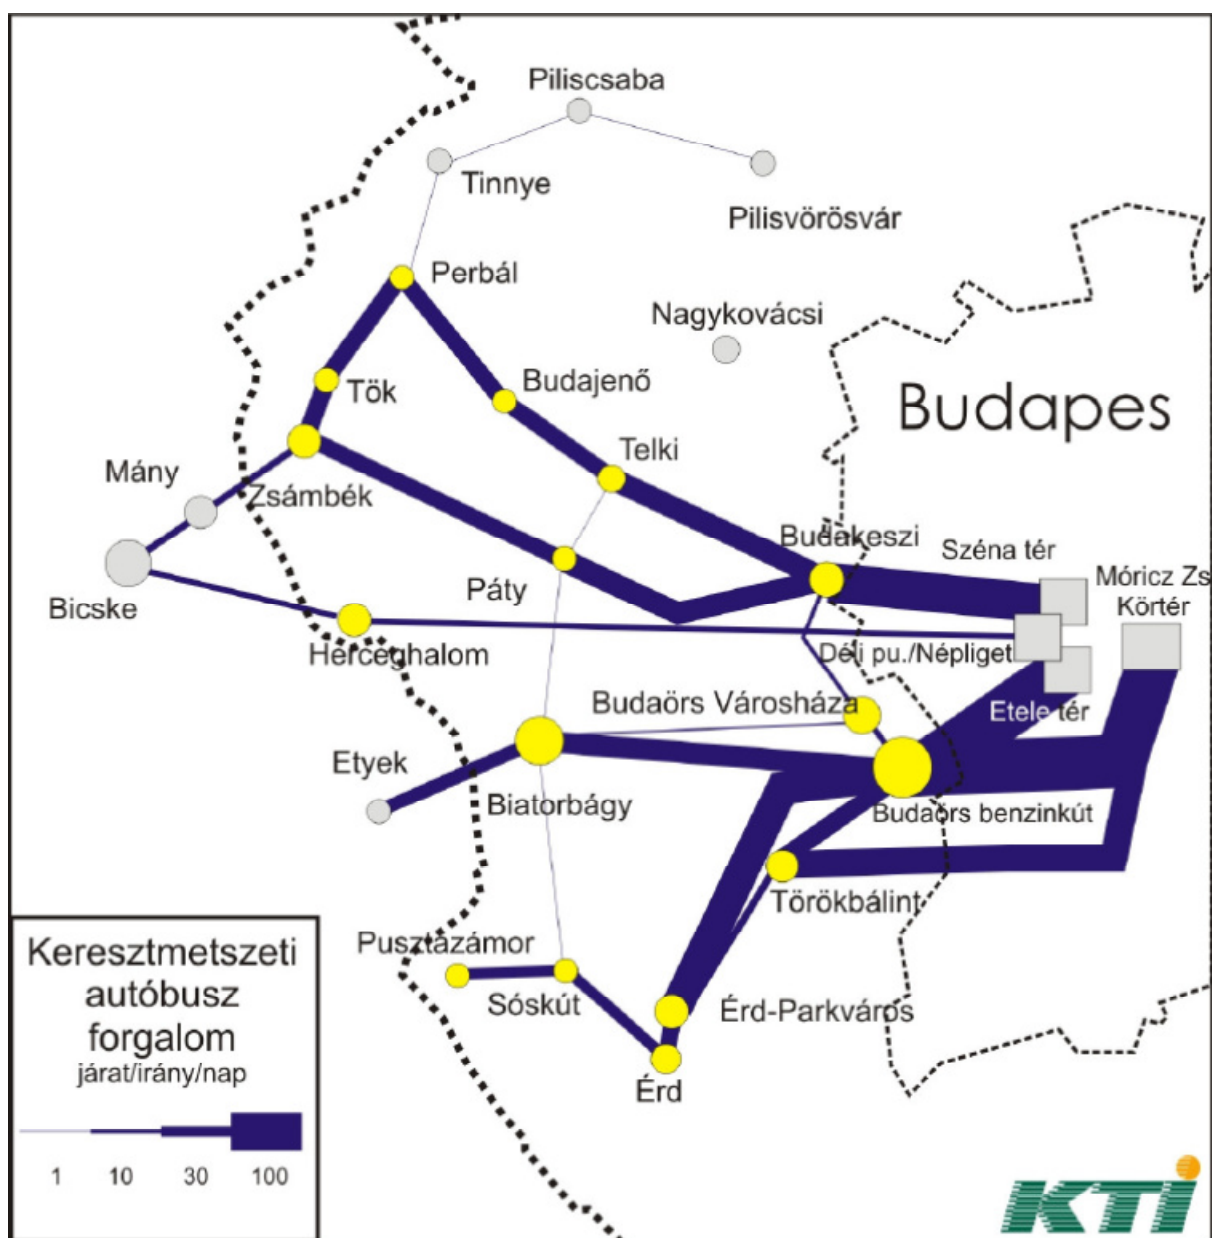 Piliscsaba
Tinnye
Pilisvörösvár
Perbál
Nagykovácsi
Budajenő
Tök
Budapes
Telki
Mány
Zsámbék
Budakeszi
Széna tér
Móricz Zs
Körtér
Páty
Bicske
Herceghalom
Déli pu./Népliget
Budaörs Városháza
Etele tér
Etyek
Biatorbágy
Budaörs benzinkút
Törökbálint
Pusztazámor
Sóskút
Érd-Parkváros
Érd
Keresztmetszeti
autóbusz
forgalom
járat/irány/nap
1 10 30 100
KTI